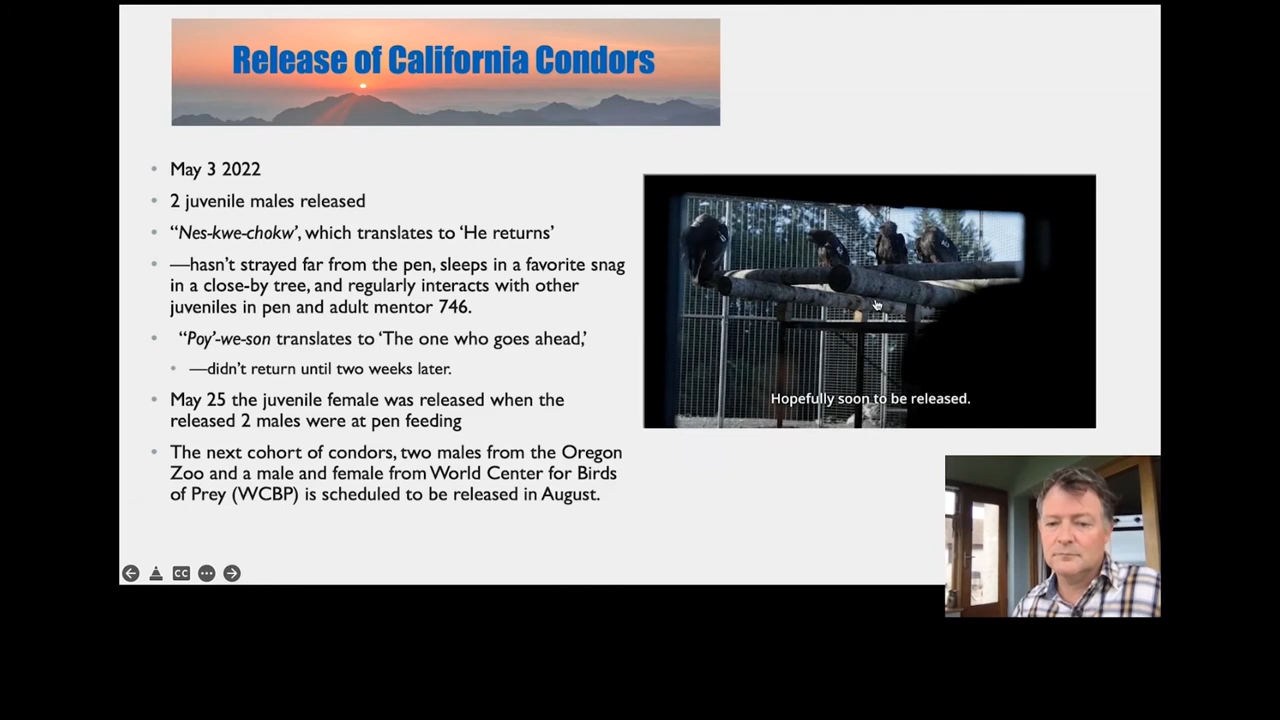 Release of California Condors
May 3 2022
2 juvenile males released
“Nes-kwe-chokw’, which translates to ‘He returns’
—hasn’t strayed far from the pen, sleeps in a favorite snag
in a close-by tree, and regularly interacts with other
juveniles in pen and adult mentor 746.
“Poy’-we-son translates to ‘The one who goes ahead,’
—didn’t return until two weeks later.
May 25 the juvenile female was released when the
released 2 males were at pen feeding
The next cohort of condors, two males from the Oregon
Zoo and a male and female from World Center for Birds
of Prey (WCBP) is scheduled to be released in August.
Hopefully soon to be released.
CC